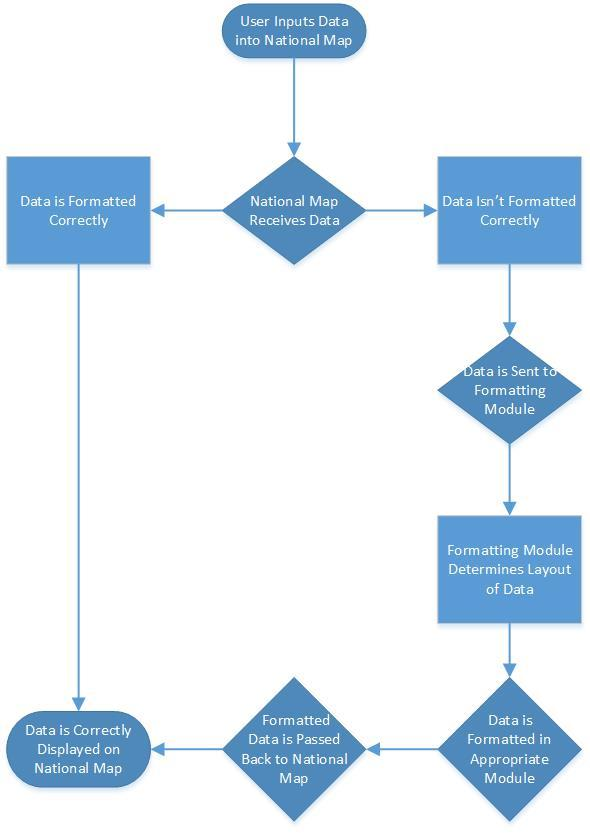 User Inputs Data
into National Map
Data is Formatted
Correctly
National Map
Receives Data
Data Isn't Formatted
Correctly
Data is Sent to
Formatting
Module
Formatting Module
Determines Layout
of Data
Data is Correctly
Displayed on
National Map
Formatted
Data is Passed
Back to National
Map
Data is
Formatted in
Appropriate
Module